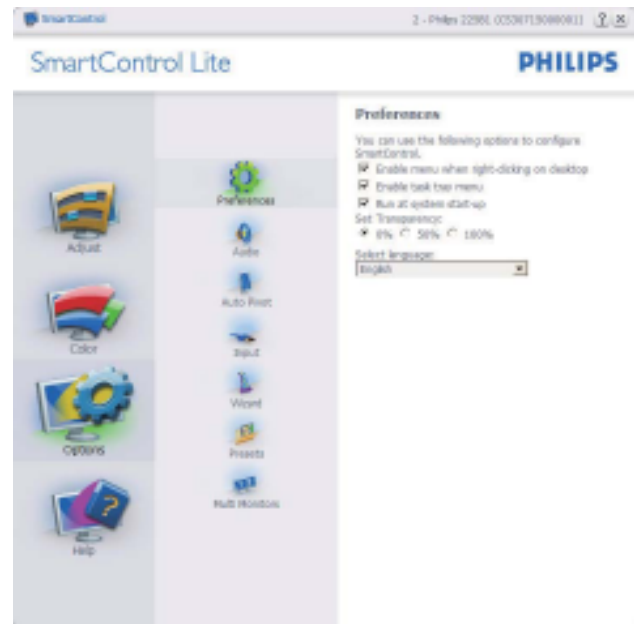 SmartControl
SmartControl Lite
PHILIPS
Adjust
Color
Options
Help
Preferences
Audio
Auto Pivot
Input
Wizard
Presets
Multi Monitors
Preferences
You can use the following options to configure
SmartControl.
Enable menu when right-clicking on desktop
Enable task tray menu
Run at system start-up
Set Transparency:
0% 50% 100%
Select language:
English